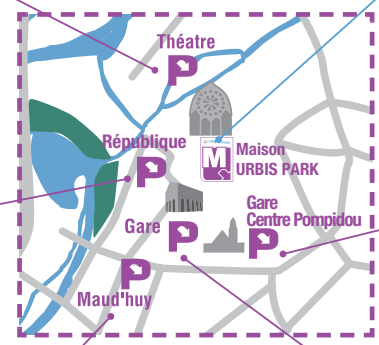 Théatre
P
République
P
M
Maison
URBIS PARK
Gare
Centre Pompidou
P
Gare
P
P
Maud'huy